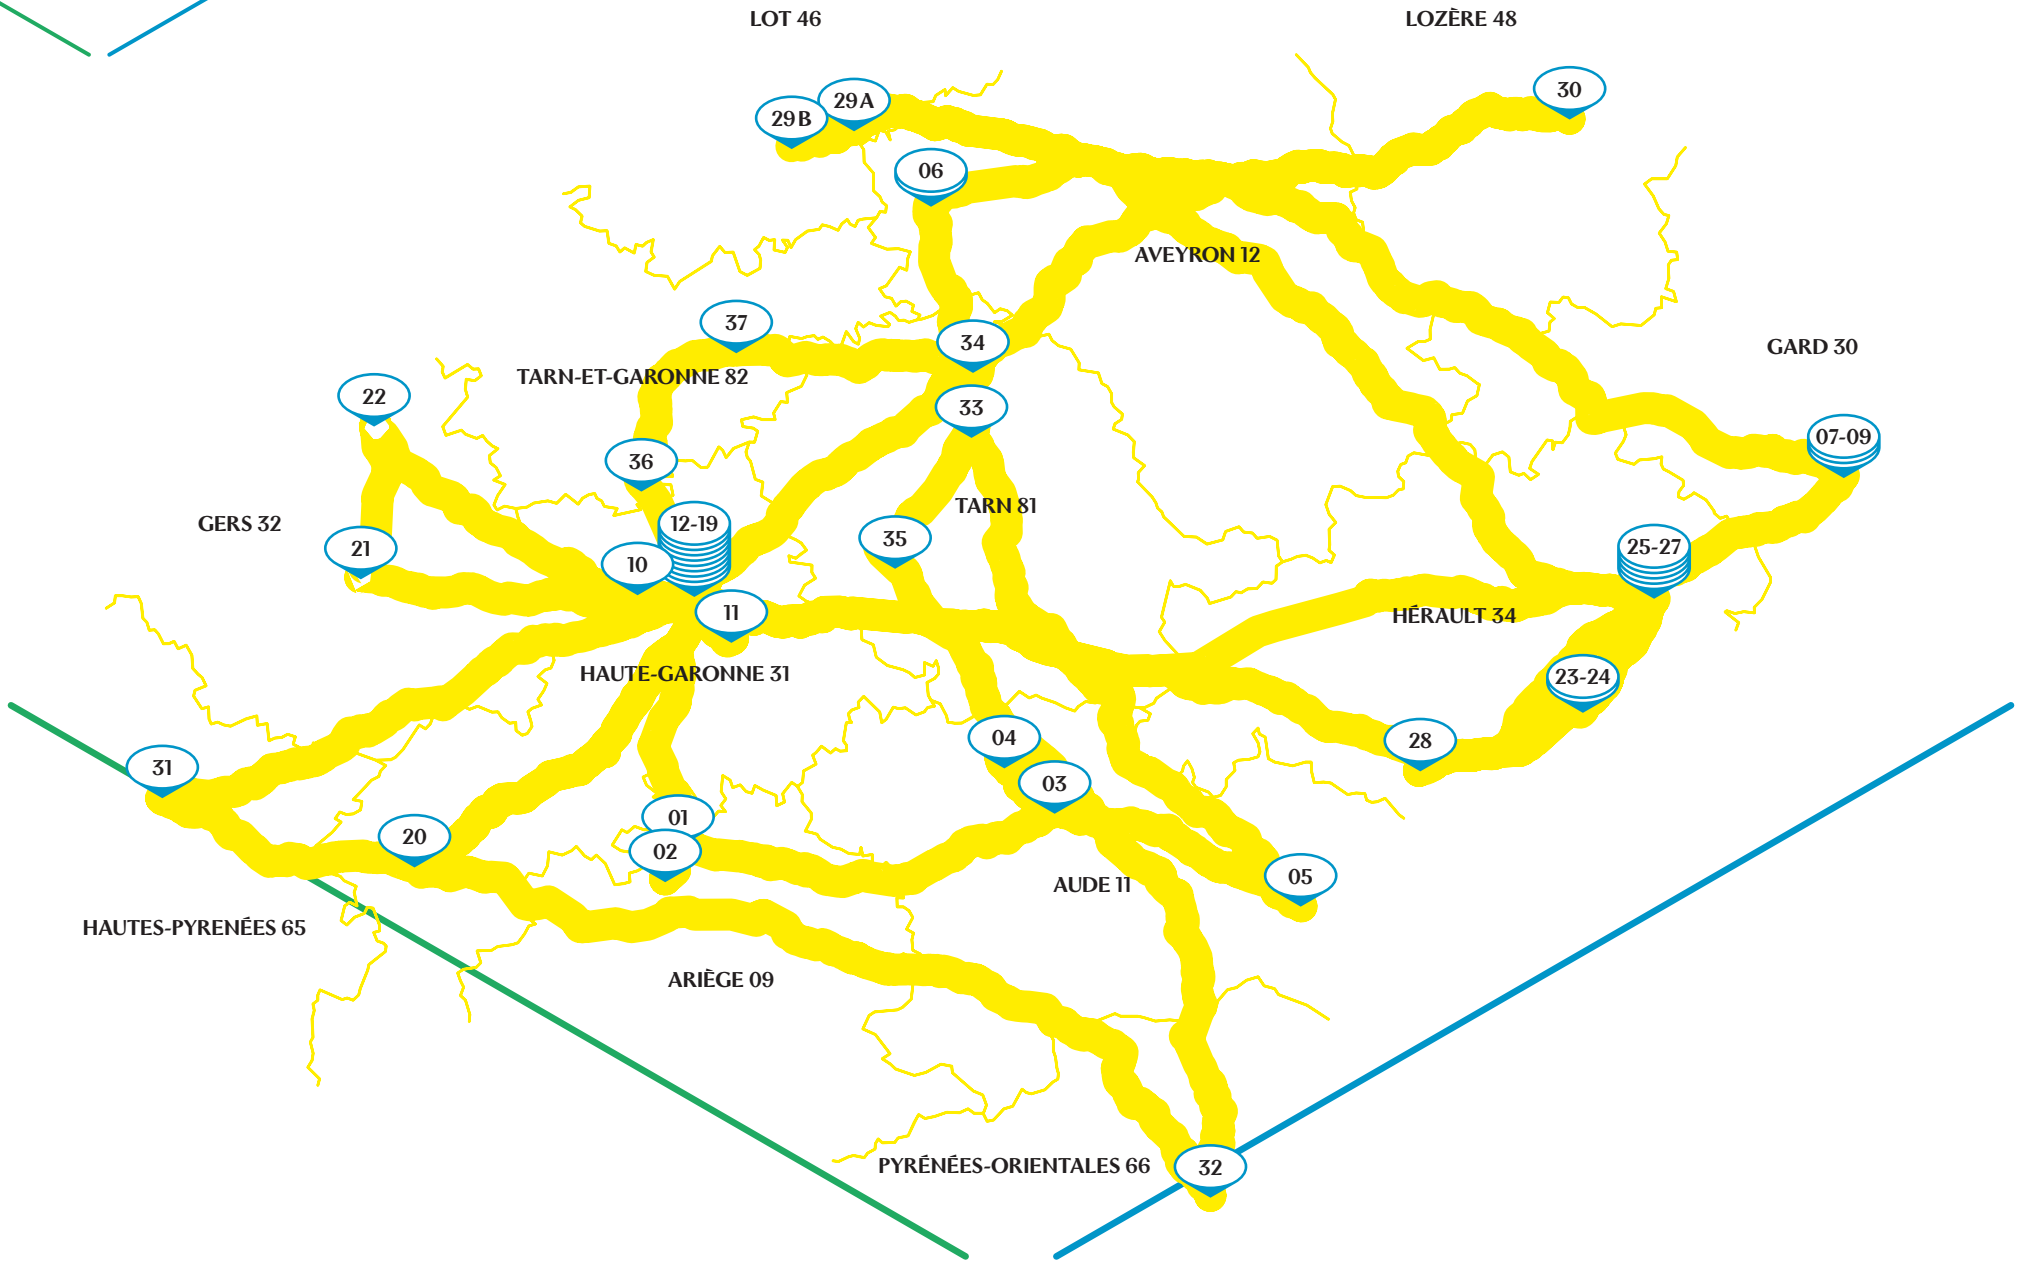 LOT 46
LOZÈRE 48
30
29A
29B
06
AVEYRON 12
37
34
GARD 30
TARN-ET-GARONNE 82
22
33
07-09
36
TARN 81
GERS 32
12-19
35
21
10
25-27
11
HÉRAULT 34
HAUTE-GARONNE 31
23-24
04
28
31
03
01
20
02
05
AUDE 11
HAUTES-PYRENÉES 65
ARIÈGE 09
PYRÉNÉES-ORIENTALES 66
32